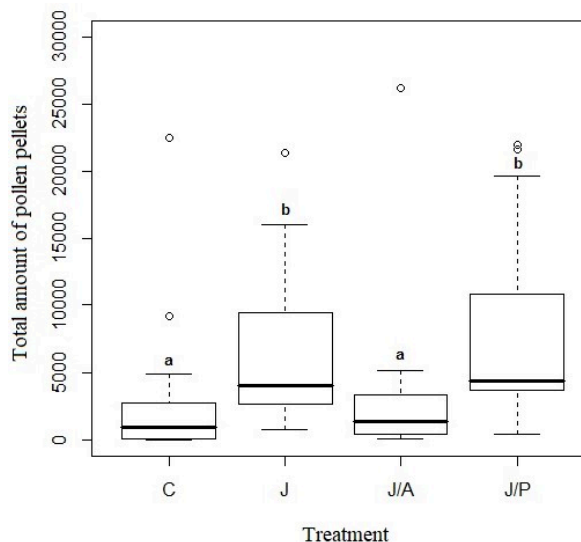 Total amount of pollen pellets
30000
25000
20000
15000
10000
5000
0
a
b
a
b
C
J
J/A
J/P
Treatment